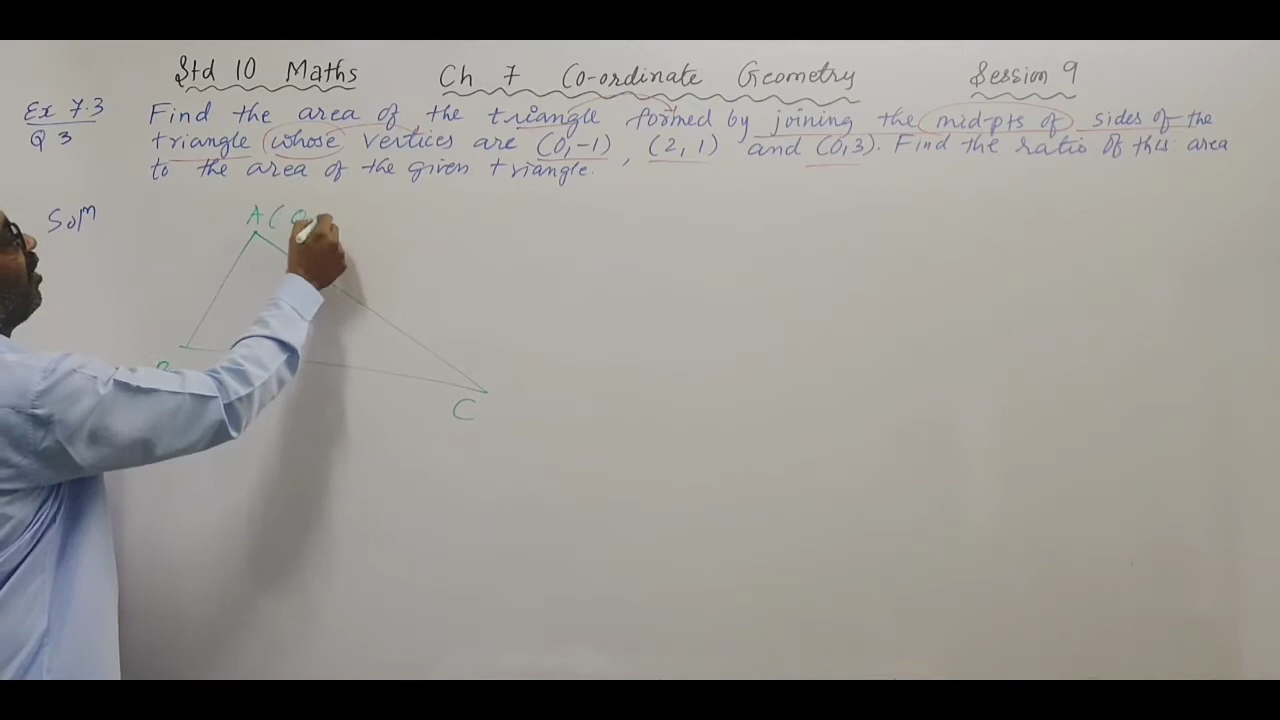 Std 10 Maths Ch 7 Co-ordinate Geometry Session 9
Ex 7.3 Find the area of the triangle formed by joining the mid-pts of sides of the
Q 3 triangle whose vertices are (0,-1), (2, 1) and (0,3). Find the ratio of this area
to the area of the given triangle.
Solⁿ
A ( 0
C